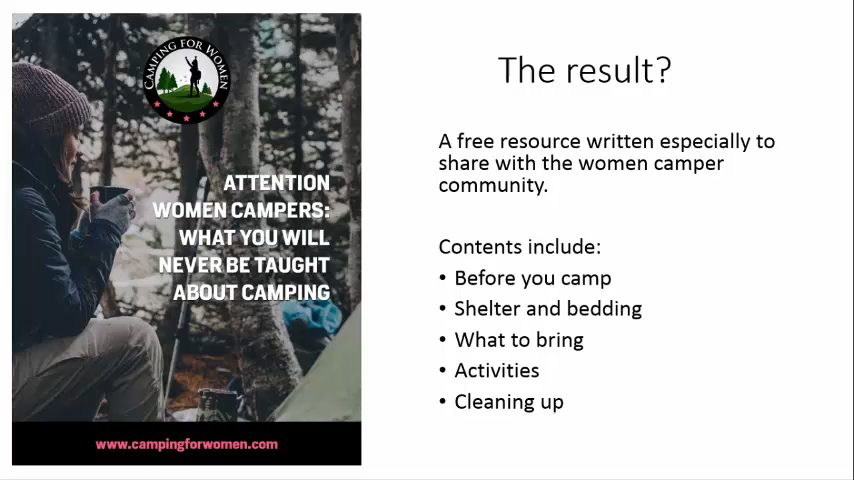 CAMPING FOR WOMEN
ATTENTION
WOMEN CAMPERS:
WHAT YOU WILL
NEVER BE TAUGHT
ABOUT CAMPING
www.campingforwomen.com
The result?
A free resource written especially to
share with the women camper
community.
Contents include:
• Before you camp
• Shelter and bedding
• What to bring
• Activities
• Cleaning up